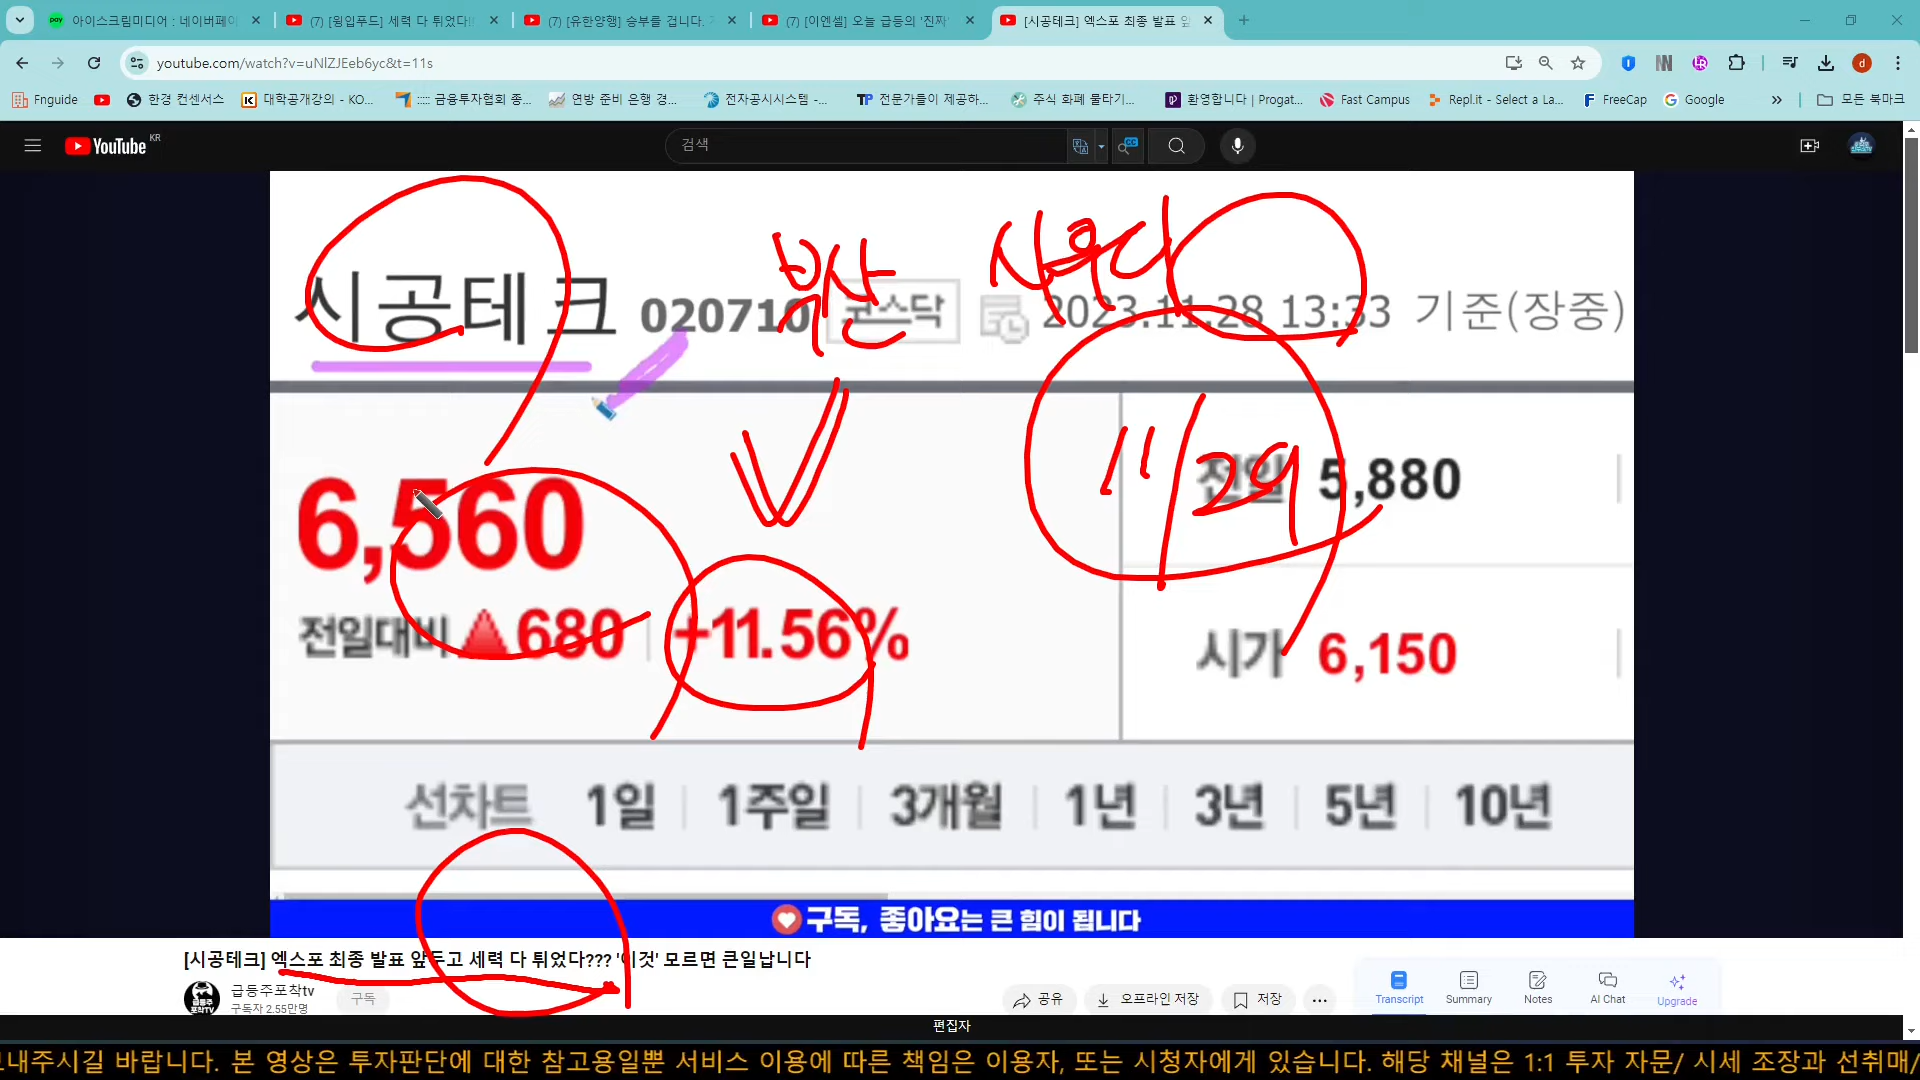 아이스크림미디어 : 네이버페이
(7) [윙입푸드] 세력 다 튀었다!
(7) [유한양행] 승부를 겁니다.
(7) [이엔셀] 오늘 급등의 '진짜'
[시공테크] 엑스포 최종 발표 앞
youtube.com/watch?v=uNlZJEeb6yc&t=11s
Fnguide
한경 컨센서스
대학공개강의 - KO...
::::: 금융투자협회 종...
연방 준비 은행 경...
전자공시시스템 -...
전문가들이 제공하...
주식 화폐 물타기...
환영합니다 | Progat...
Fast Campus
Repl.it - Select a La...
FreeCap
Google
모든 북마크
YouTube KR
검색
시공테크 020710 코스닥 2023.11.28 13:33 기준(장중)
부산
사우디
11/29
6,560
전일 5,880
전일대비 ▲680 +11.56%
시가 6,150
선차트 1일 1주일 3개월 1년 3년 5년 10년
구독, 좋아요는 큰 힘이 됩니다
[시공테크] 엑스포 최종 발표 앞두고 세력 다 튀었다??? '이것' 모르면 큰일납니다
급등주포착tv
구독자 2.55만명
구독
공유
오프라인 저장
저장
Transcript
Summary
Notes
AI Chat
Upgrade
편집자
보내주시길 바랍니다. 본 영상은 투자판단에 대한 참고용일뿐 서비스 이용에 따른 책임은 이용자, 또는 시청자에게 있습니다. 해당 채널은 1:1 투자 자문/ 시세 조장과 선취매/